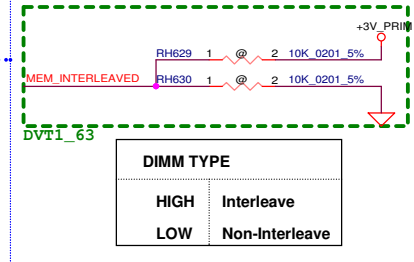 +3V_PRIM
RH629 1 @ 2 10K_0201_5%
MEM_INTERLEAVED RH630 1 @ 2 10K_0201_5%
DVT1_63
DIMM TYPE
HIGH Interleave
LOW Non-Interleave